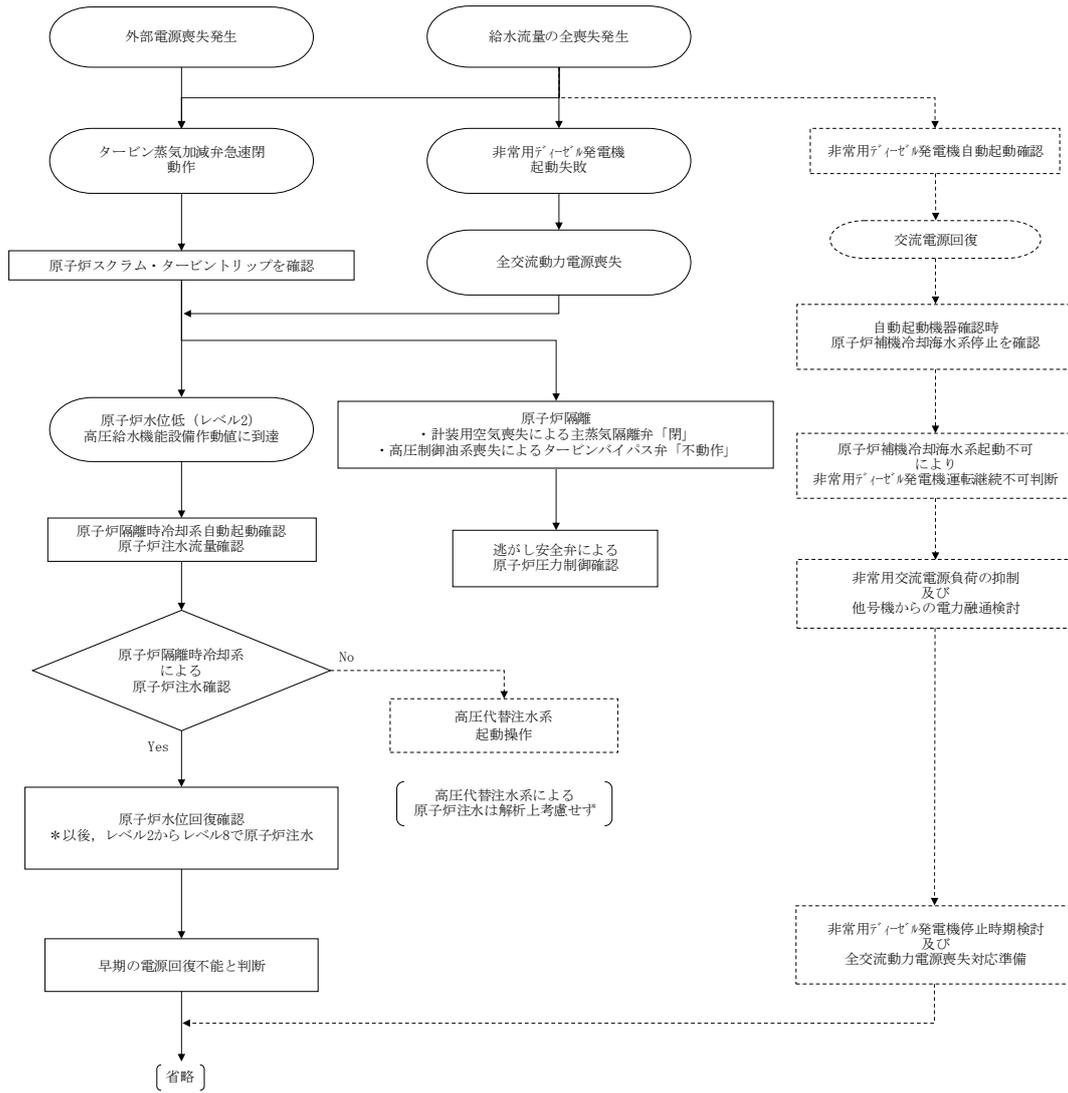 外部電源喪失発生
給水流量の全喪失発生
タービン蒸気加減弁急速閉
動作
非常用ﾃﾞｨｰｾﾞﾙ発電機
起動失敗
非常用ﾃﾞｨｰｾﾞﾙ発電機自動起動確認
原子炉スクラム・タービントリップを確認
全交流動力電源喪失
交流電源回復
自動起動機器確認時
原子炉補機冷却海水系停止を確認
原子炉水位低（レベル2）
高圧給水機能設備作動値に到達
原子炉隔離
・計装用空気喪失による主蒸気隔離弁「閉」
・高圧制御油系喪失によるタービンバイパス弁「不動作」
原子炉補機冷却海水系起動不可
により
非常用ﾃﾞｨｰｾﾞﾙ発電機運転継続不可判断
原子炉隔離時冷却系自動起動確認
原子炉注水流量確認
逃がし安全弁による
原子炉圧力制御確認
非常用交流電源負荷の抑制
及び
他号機からの電力融通検討
原子炉隔離時冷却系
による
原子炉注水確認
No
Yes
高圧代替注水系
起動操作
高圧代替注水系による
原子炉注水は解析上考慮せず
原子炉水位回復確認
＊以後，レベル2からレベル8で原子炉注水
非常用ﾃﾞｨｰｾﾞﾙ発電機停止時期検討
及び
全交流動力電源喪失対応準備
早期の電源回復不能と判断
省略